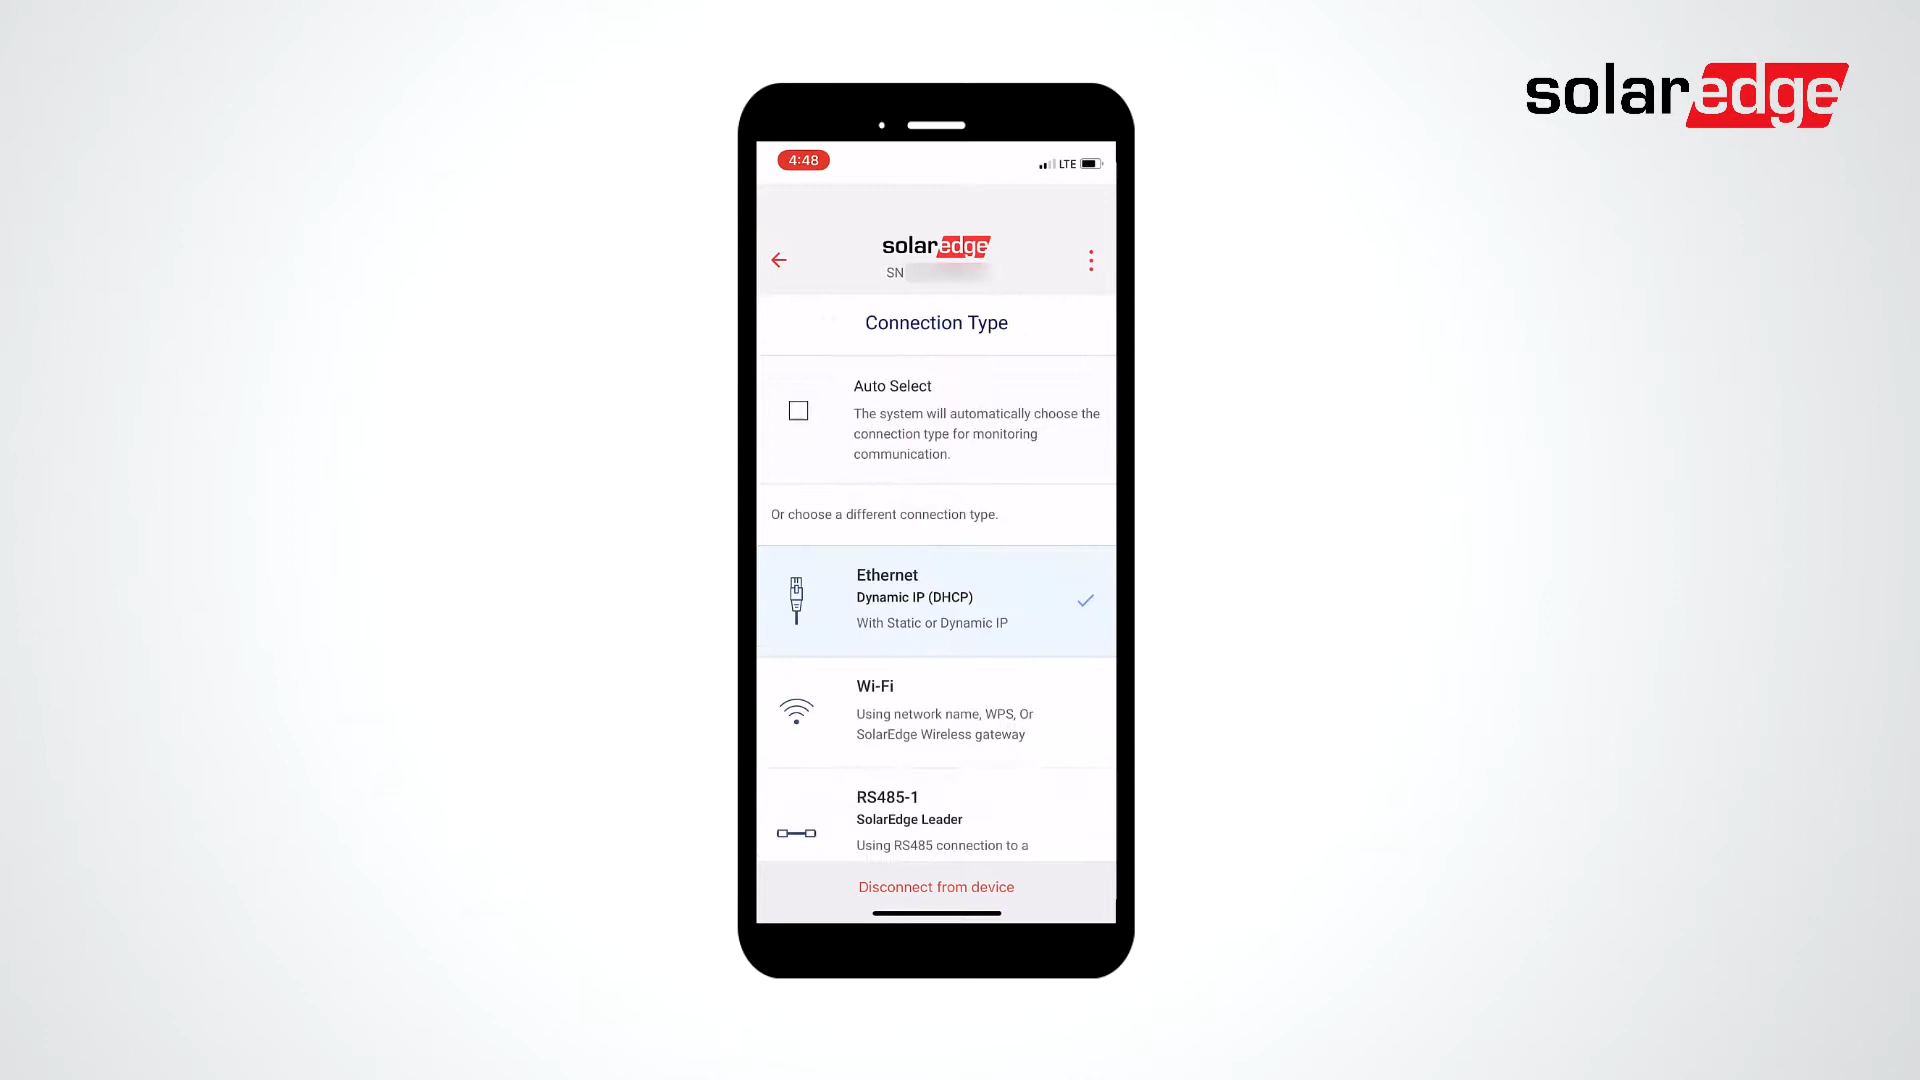 solaredge
4:48
LTE
solaredge
SN
Connection Type
Auto Select
The system will automatically choose the
connection type for monitoring
communication.
Or choose a different connection type.
Ethernet
Dynamic IP (DHCP)
With Static or Dynamic IP
Wi-Fi
Using network name, WPS, Or
SolarEdge Wireless gateway
RS485-1
SolarEdge Leader
Using RS485 connection to a
Disconnect from device